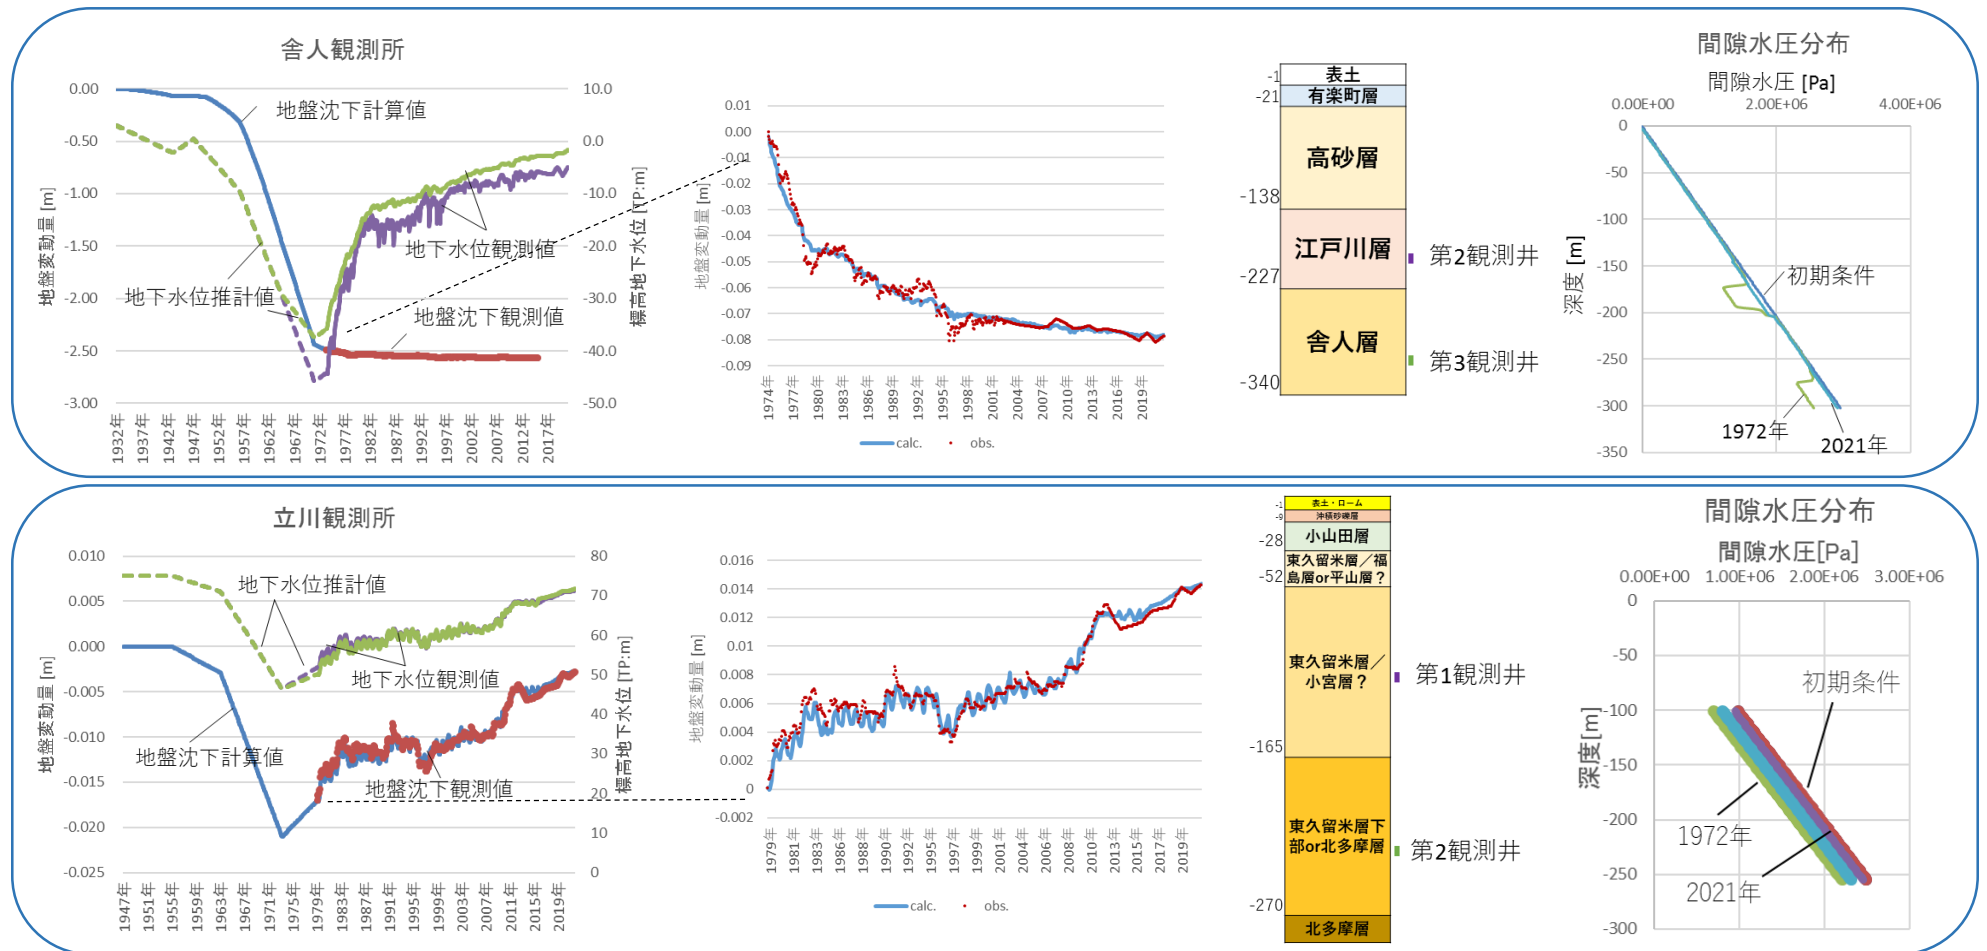 舎人観測所
0.00
-0.50
-1.00
-1.50
-2.00
-2.50
-3.00
10.0
0.0
-10.0
-20.0
-30.0
-40.0
-50.0
地盤変動量 [m]
標高地下水位 [TP:m]
地盤沈下計算値
地下水位観測値
地下水位推計値
地盤沈下観測値
1932年
1937年
1942年
1947年
1952年
1957年
1962年
1967年
1972年
1977年
1982年
1987年
1992年
1997年
2002年
2007年
2012年
2017年
0.01
0.00
-0.01
-0.02
-0.03
-0.04
-0.05
-0.06
-0.07
-0.08
-0.09
地盤変動量 [m]
1974年
1977年
1980年
1983年
1986年
1989年
1992年
1995年
1998年
2001年
2004年
2007年
2010年
2013年
2016年
2019年
calc.
obs.
表土
-1
有楽町層
-21
高砂層
-138
江戸川層
-227
舎人層
-340
第2観測井
第3観測井
間隙水圧分布
間隙水圧 [Pa]
0.00E+00
2.00E+06
4.00E+06
0
-50
-100
-150
-200
-250
-300
-350
深度 [m]
初期条件
1972年
2021年
立川観測所
0.010
0.005
0.000
-0.005
-0.010
-0.015
-0.020
-0.025
80
70
60
50
40
30
20
10
0
地盤変動量 [m]
標高地下水位 [TP:m]
地下水位推計値
地下水位観測値
地盤沈下計算値
地盤沈下観測値
1947年
1951年
1955年
1959年
1963年
1967年
1971年
1975年
1979年
1983年
1987年
1991年
1995年
1999年
2003年
2007年
2011年
2015年
2019年
0.016
0.014
0.012
0.010
0.008
0.006
0.004
0.002
0
-0.002
地盤変動量 [m]
1979年
1981年
1983年
1986年
1988年
1990年
1992年
1995年
1997年
1999年
2001年
2004年
2006年
2008年
2010年
2013年
2015年
2017年
2019年
calc.
obs.
表土・ローム
-1
沖積砂礫層
-9
小山田層
-28
東久留米層／福
島層or平山層？
-52
東久留米層／
小宮層？
-165
東久留米層下
部or北多摩層
-270
北多摩層
第1観測井
第2観測井
間隙水圧分布
間隙水圧[Pa]
0.00E+00
1.00E+06
2.00E+06
3.00E+06
0
-50
-100
-150
-200
-250
-300
深度[m]
初期条件
1972年
2021年